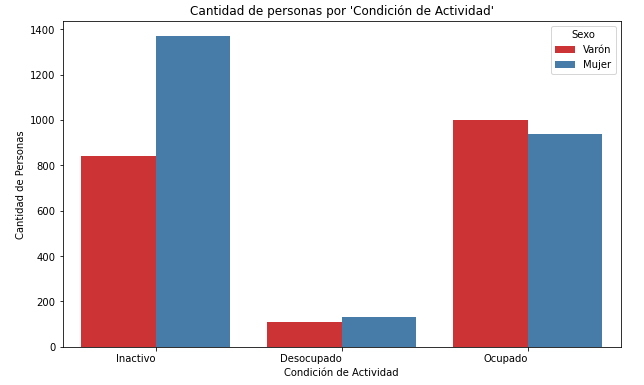 Cantidad de personas por 'Condición de Actividad'
Sexo
Varón
Mujer
Cantidad de Personas
1400
1200
1000
800
600
400
200
0
Inactivo
Desocupado
Ocupado
Condición de Actividad